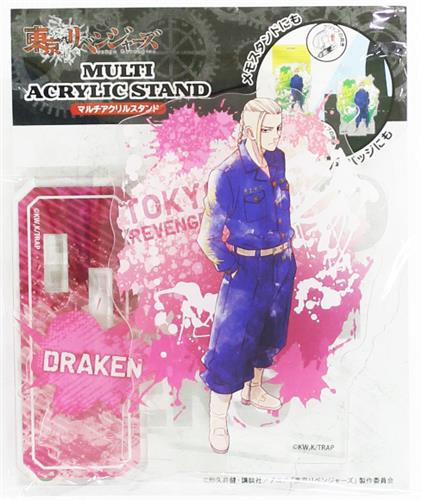 東京リベンジャーズ
MULTI
ACRYLIC STAND
マルチアクリルスタンド
メモスタンドにも
バッジにも
TOKYO
REVENG
DRAKEN
©KW,K/TRAP
©KW,K/TRAP
©和久井健・講談社／アニメ「東京リベンジャーズ」製作委員会